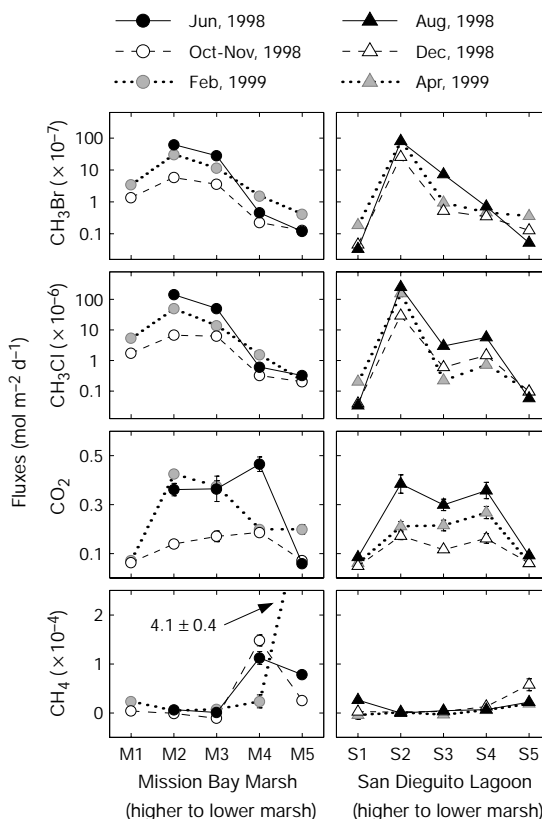 Jun, 1998
Aug, 1998
Oct-Nov, 1998
Dec, 1998
Feb, 1999
Apr, 1999
Fluxes (mol m−2 d−1)
CH3Br (×10−7)
100
10
1
0.1
CH3Cl (×10−6)
100
10
1
0.1
CO2
0.5
0.3
0.1
CH4 (×10−4)
2
1
0
4.1 ± 0.4
M1 M2 M3 M4 M5 S1 S2 S3 S4 S5
Mission Bay Marsh
(higher to lower marsh)
San Dieguito Lagoon
(higher to lower marsh)